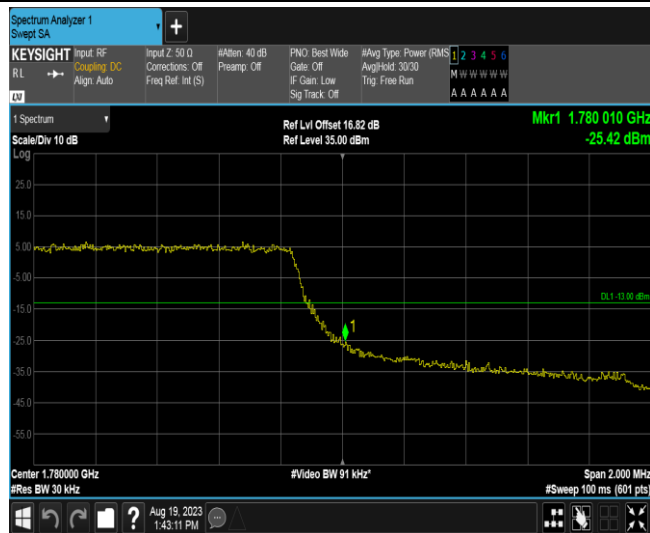 Spectrum Analyzer 1
Swept SA
+
KEYSIGHT
RL
LXI
Input: RF
Coupling: DC
Align: Auto
Input Z: 50 Ω
Corrections: Off
Freq Ref: Int (S)
#Atten: 40 dB
Preamp: Off
PNO: Best Wide
Gate: Off
IF Gain: Low
Sig Track: Off
#Avg Type: Power (RMS
Avg|Hold: 30/30
Trig: Free Run
1 2 3 4 5 6
M W W W W W
A A A A A A
1 Spectrum
Scale/Div 10 dB
Log
Ref Lvl Offset 16.82 dB
Ref Level 35.00 dBm
Mkr1 1.780 010 GHz
-25.42 dBm
25.0
15.0
5.00
-5.00
DL1 -13.00 dBm
-15.0
1
-25.0
-35.0
-45.0
-55.0
Center 1.780000 GHz
#Res BW 30 kHz
#Video BW 91 kHz*
Span 2.000 MHz
#Sweep 100 ms (601 pts)
?
Aug 19, 2023
1:43:11 PM